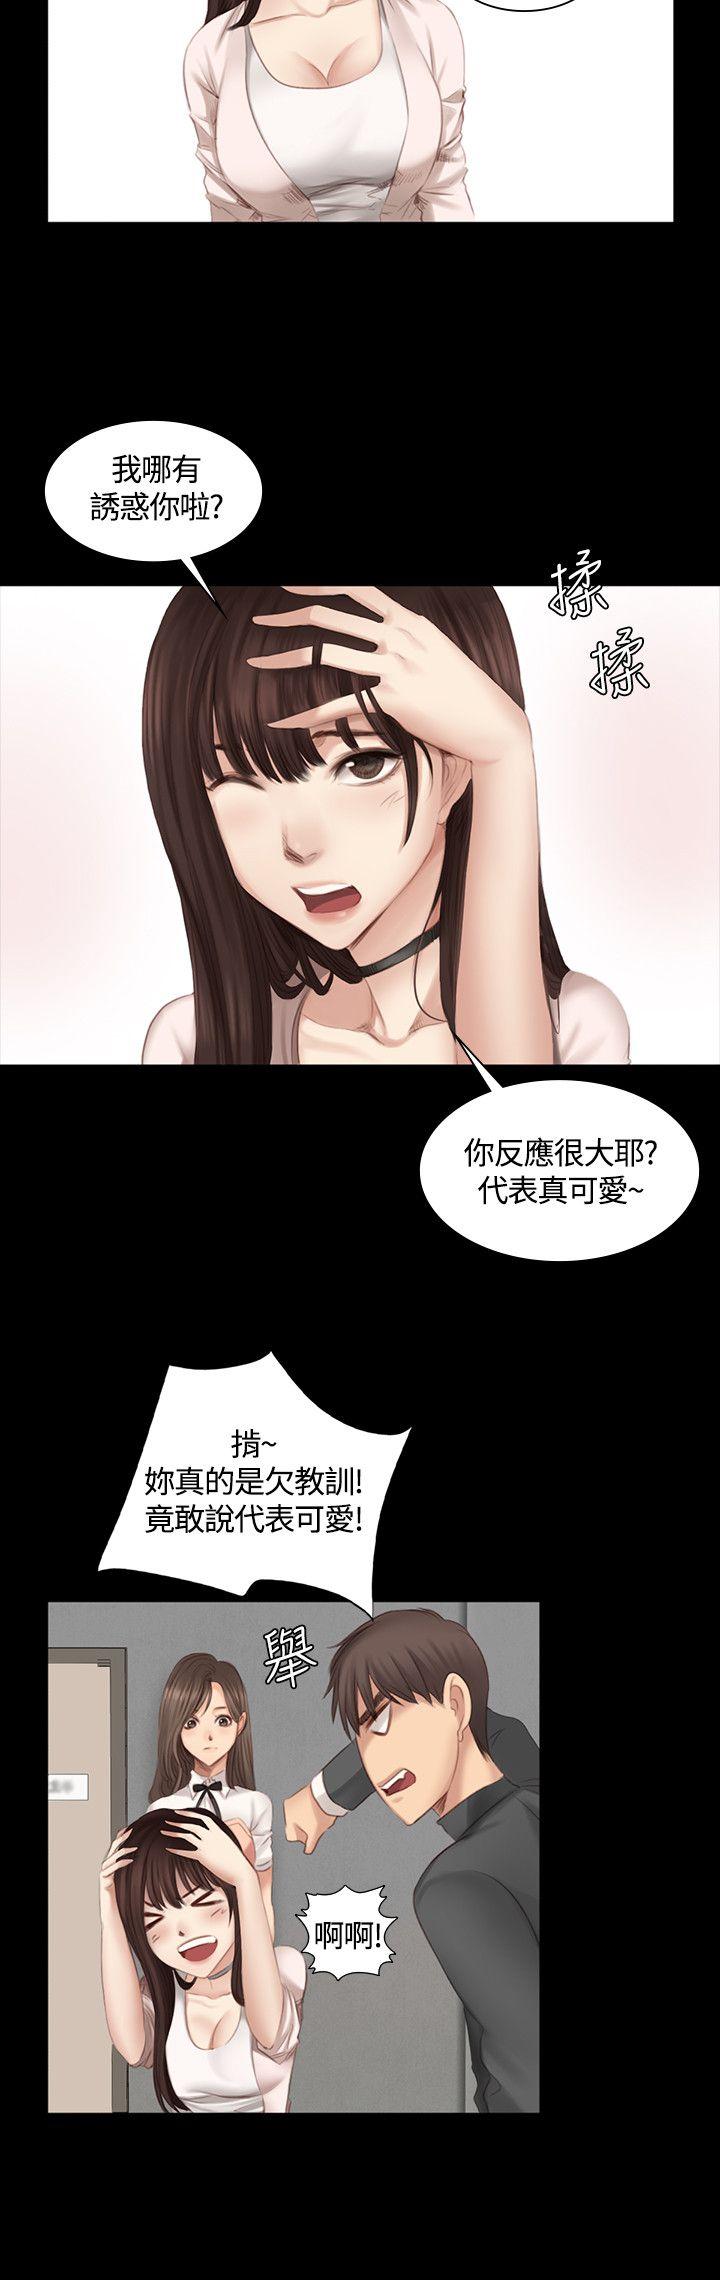 我哪有
誘惑你啦?
揉
揉
你反應很大耶?
代表真可愛~
掯~
妳真的是欠教訓!
竟敢說代表可愛!
舉
啊啊!